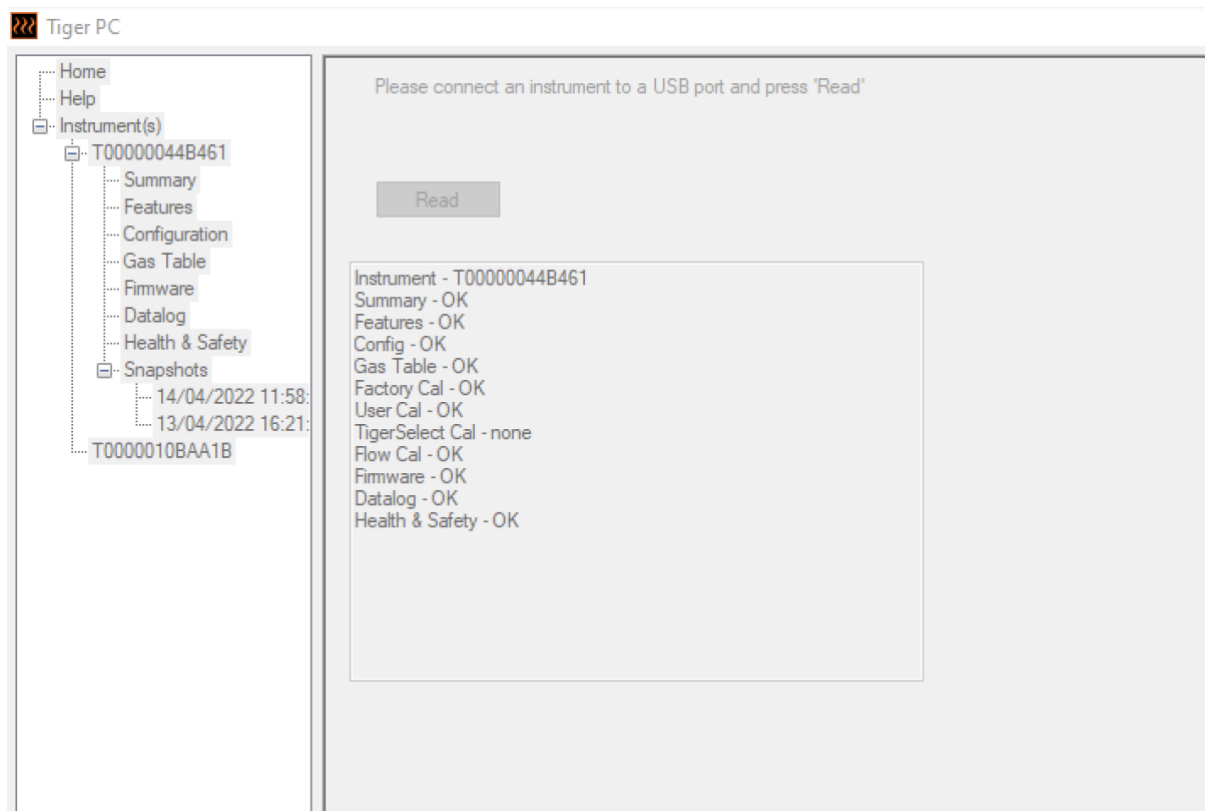 Tiger PC
Home
Help
Instrument(s)
T00000044B461
Summary
Features
Configuration
Gas Table
Firmware
Datalog
Health & Safety
Snapshots
14/04/2022 11:58:
13/04/2022 16:21:
T0000010BAA1B
Please connect an instrument to a USB port and press 'Read'
Read
Instrument - T00000044B461
Summary - OK
Features - OK
Config - OK
Gas Table - OK
Factory Cal - OK
User Cal - OK
TigerSelect Cal - none
Flow Cal - OK
Firmware - OK
Datalog - OK
Health & Safety - OK